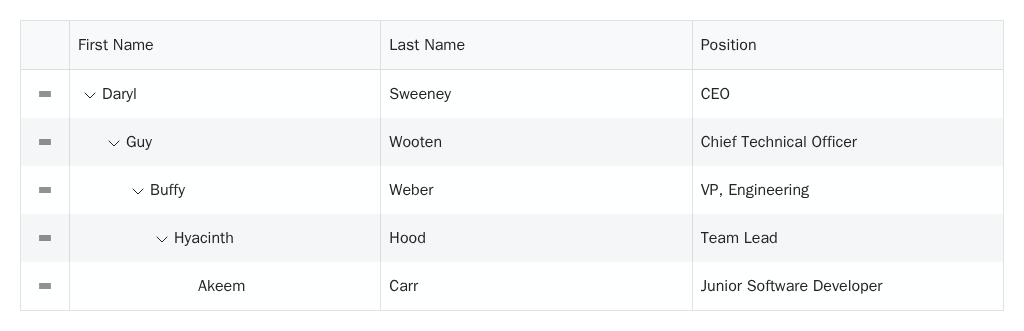 First Name Last Name Position
Daryl Sweeney CEO
Guy Wooten Chief Technical Officer
Buffy Weber VP, Engineering
Hyacinth Hood Team Lead
Akeem Carr Junior Software Developer